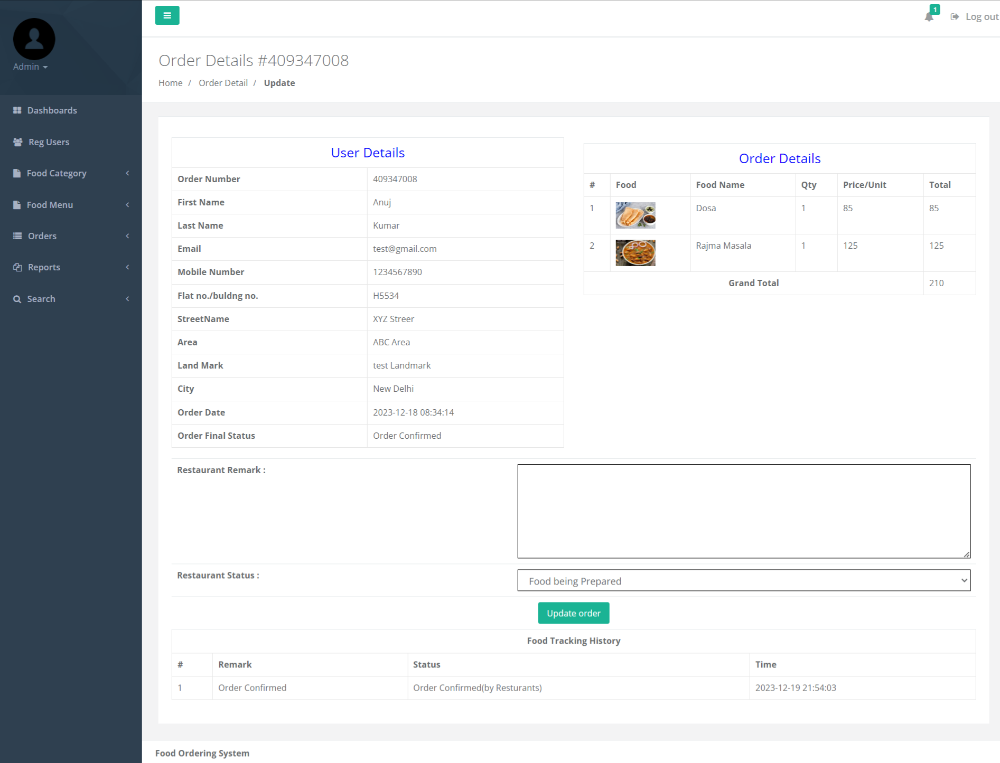 1
Log out
Admin
Dashboards
Reg Users
Food Category
Food Menu
Orders
Reports
Search
Order Details #409347008
Home / Order Detail / Update
User Details
Order Number 409347008
First Name Anuj
Last Name Kumar
Email test@gmail.com
Mobile Number 1234567890
Flat no./buldng no. H5534
StreetName XYZ Streer
Area ABC Area
Land Mark test Landmark
City New Delhi
Order Date 2023-12-18 08:34:14
Order Final Status Order Confirmed
Order Details
# Food Food Name Qty Price/Unit Total
1 Dosa 1 85 85
2 Rajma Masala 1 125 125
Grand Total 210
Restaurant Remark :
Restaurant Status : Food being Prepared
Update order
Food Tracking History
# Remark Status Time
1 Order Confirmed Order Confirmed(by Resturants) 2023-12-19 21:54:03
Food Ordering System